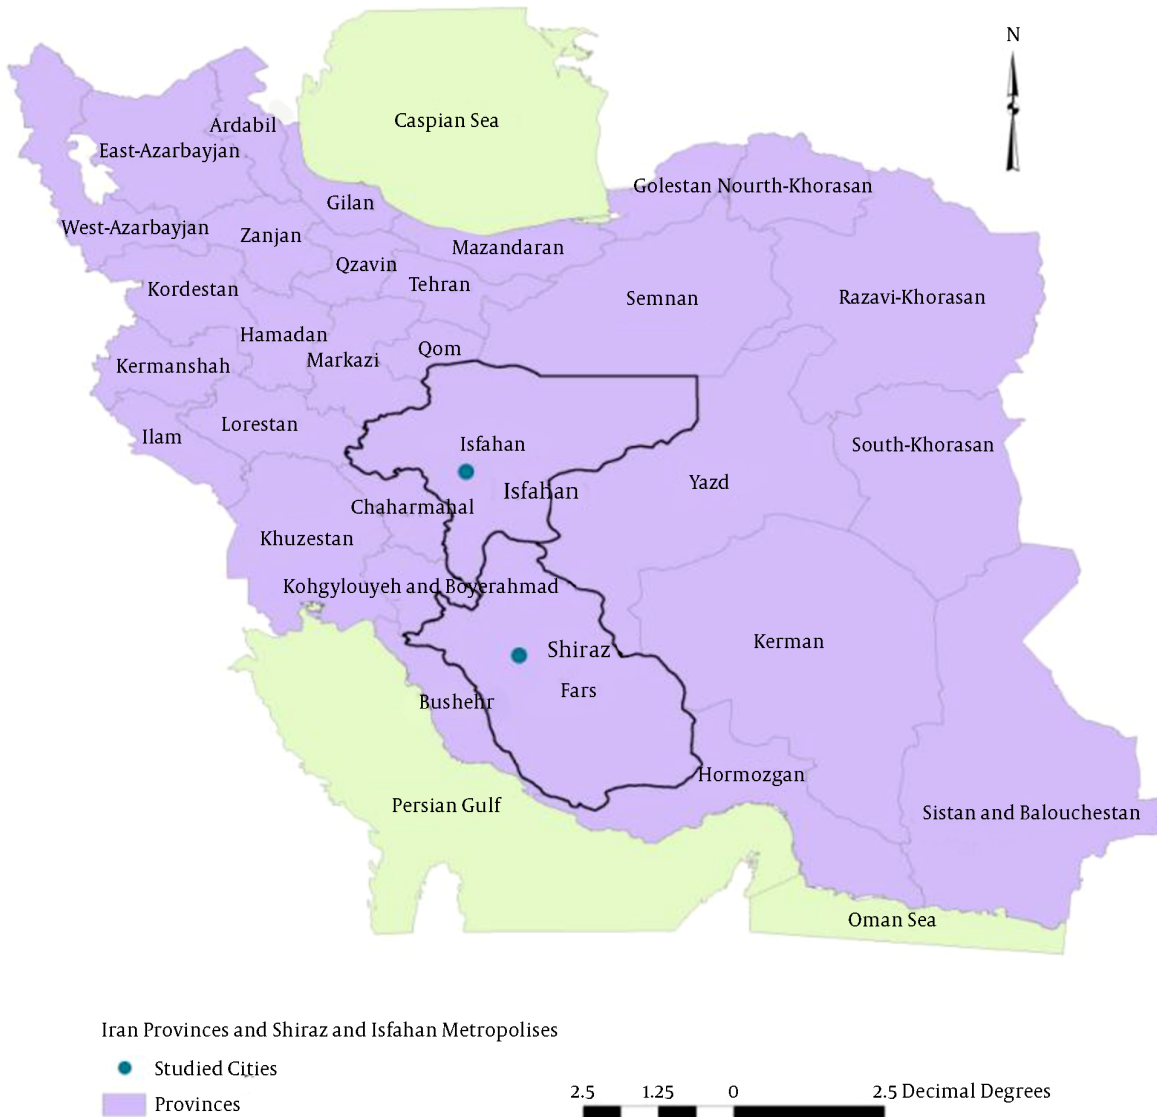 N
Caspian Sea
Ardabil
East-Azarbayjan
Golestan
Nourth-Khorasan
Gilan
West-Azarbayjan
Zanjan
Mazandaran
Qzavin
Tehran
Kordestan
Semnan
Razavi-Khorasan
Hamadan
Markazi
Qom
Kermanshah
Lorestan
Ilam
Isfahan
South-Khorasan
Isfahan
Yazd
Chaharmahal
Khuzestan
Kohgylouyeh and Boyerahmad
Kerman
Shiraz
Fars
Bushehr
Hormozgan
Persian Gulf
Sistan and Balouchestan
Oman Sea
Iran Provinces and Shiraz and Isfahan Metropolises
Studied Cities
Provinces
2.5 1.25 0 2.5 Decimal Degrees